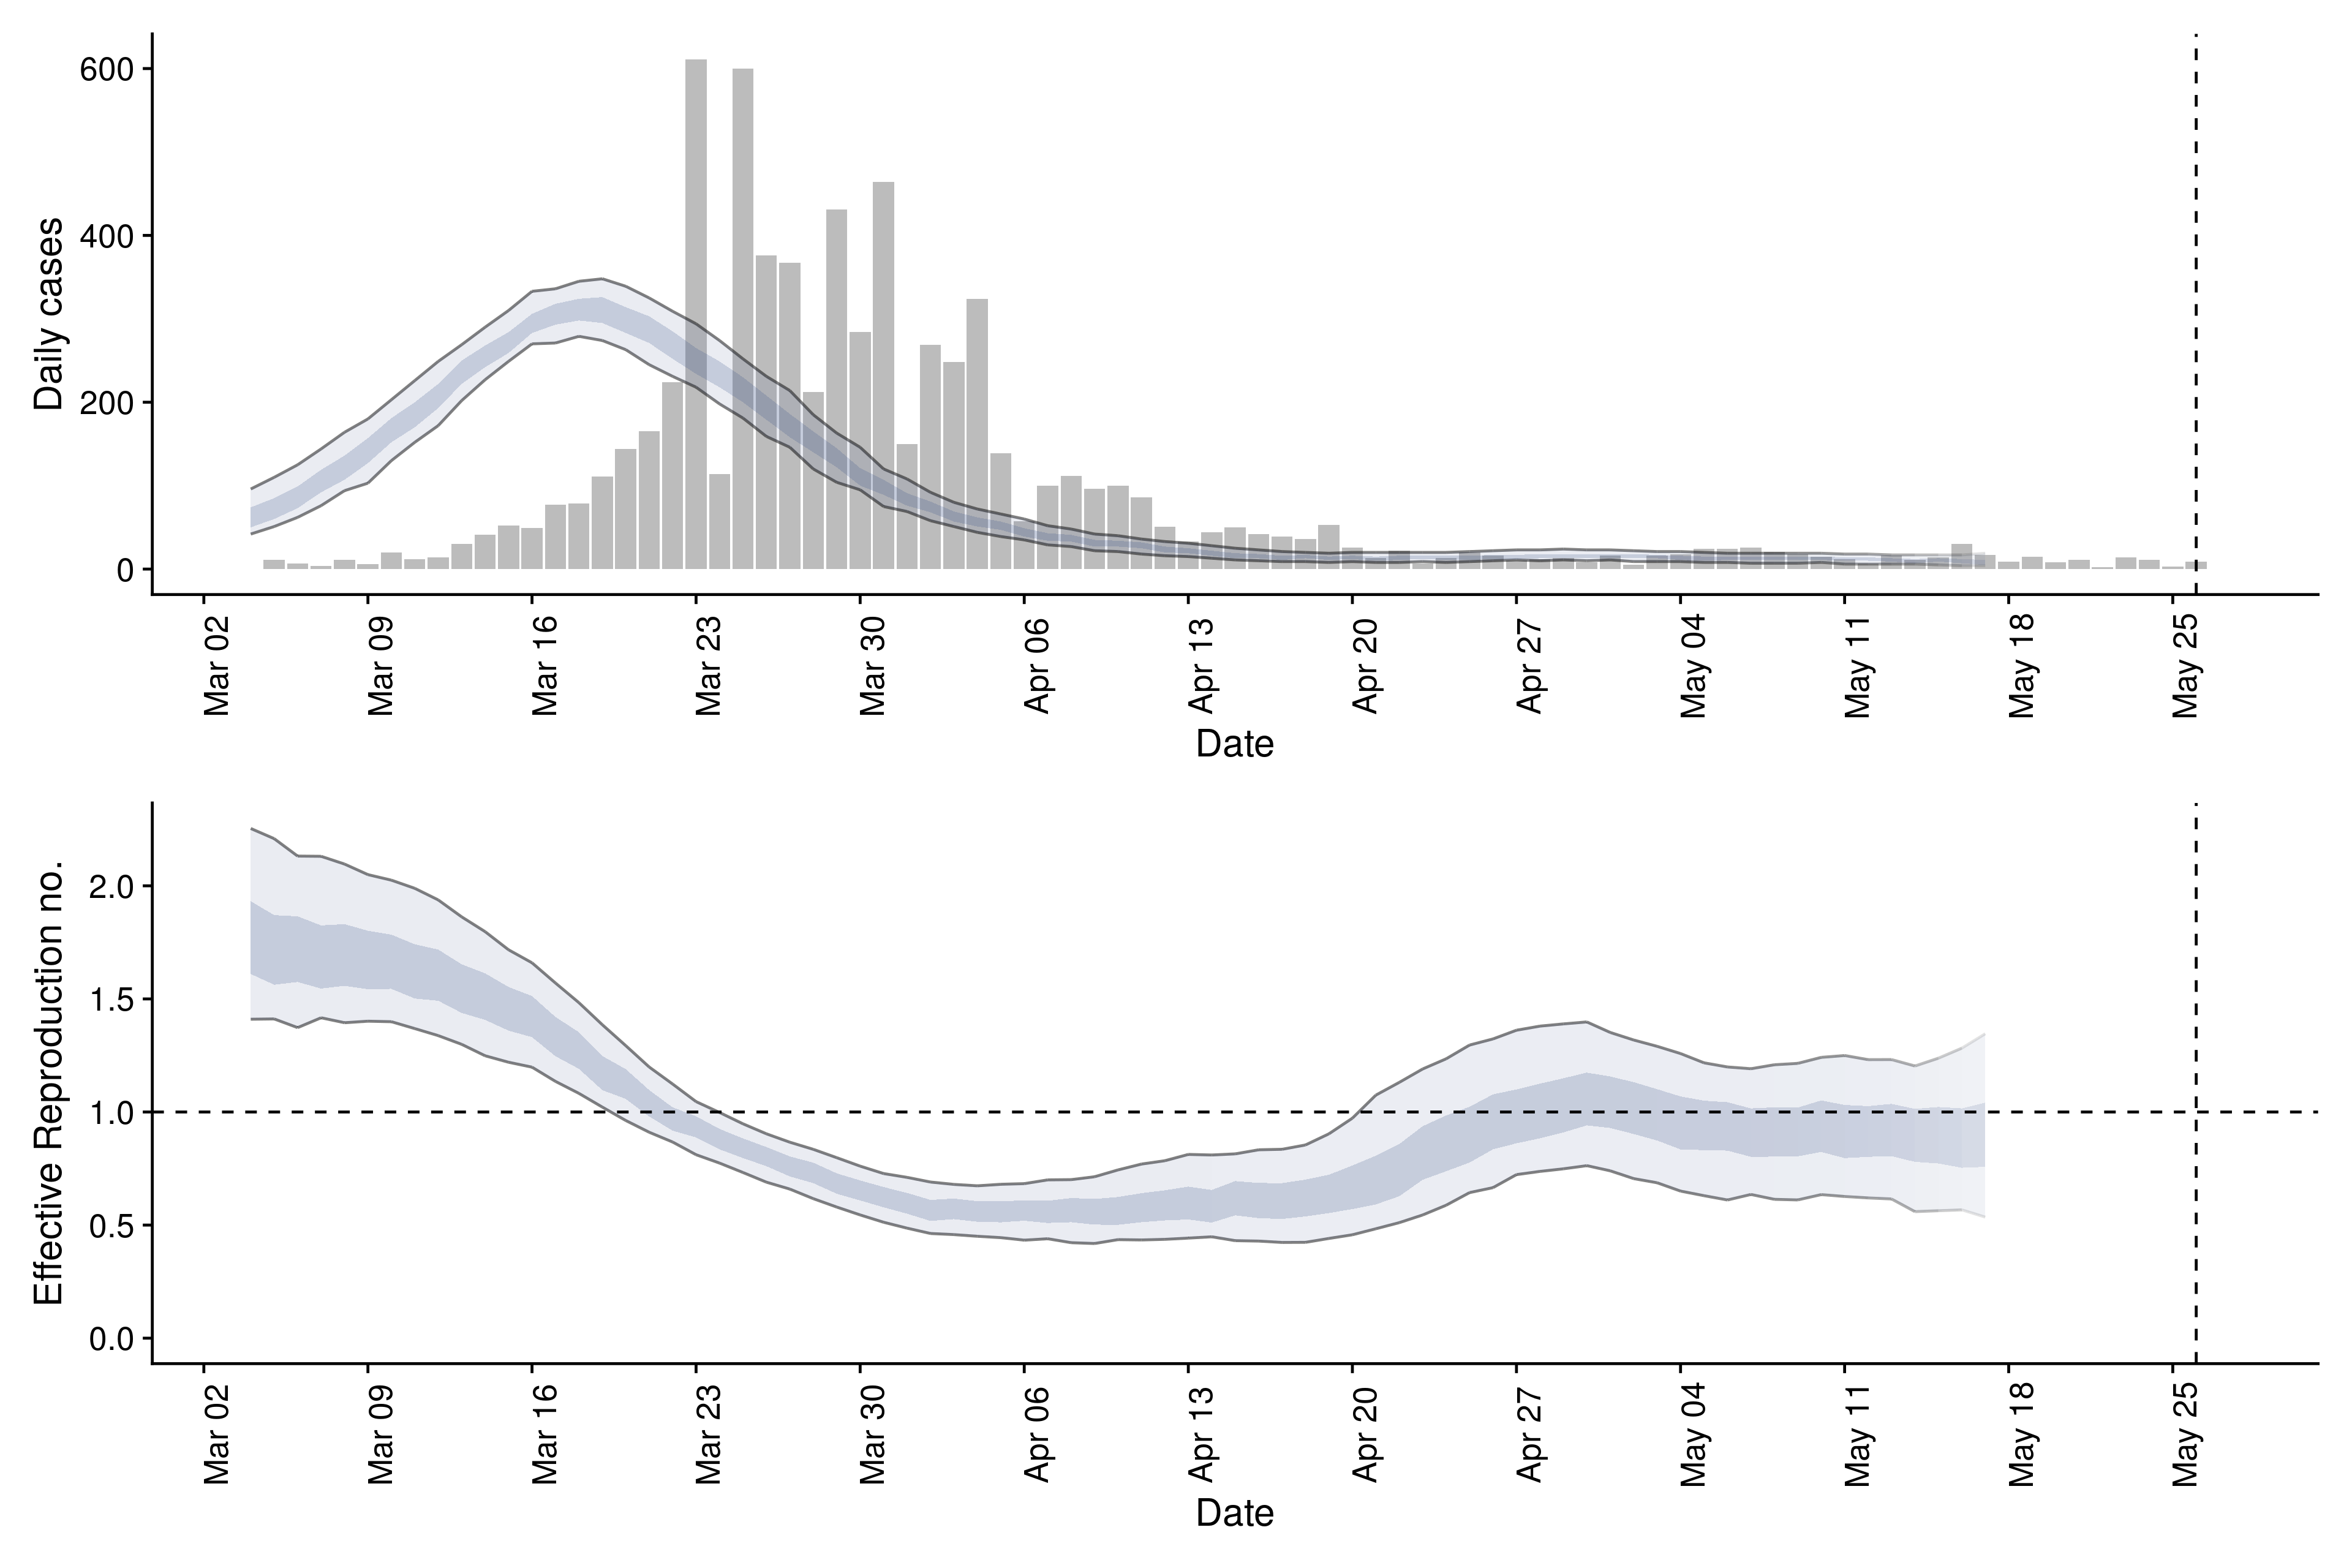 Daily cases
600
400
200
0
Mar 02
Mar 09
Mar 16
Mar 23
Mar 30
Apr 06
Apr 13
Apr 20
Apr 27
May 04
May 11
May 18
May 25
Date
Effective Reproduction no.
2.0
1.5
1.0
0.5
0.0
Mar 02
Mar 09
Mar 16
Mar 23
Mar 30
Apr 06
Apr 13
Apr 20
Apr 27
May 04
May 11
May 18
May 25
Date